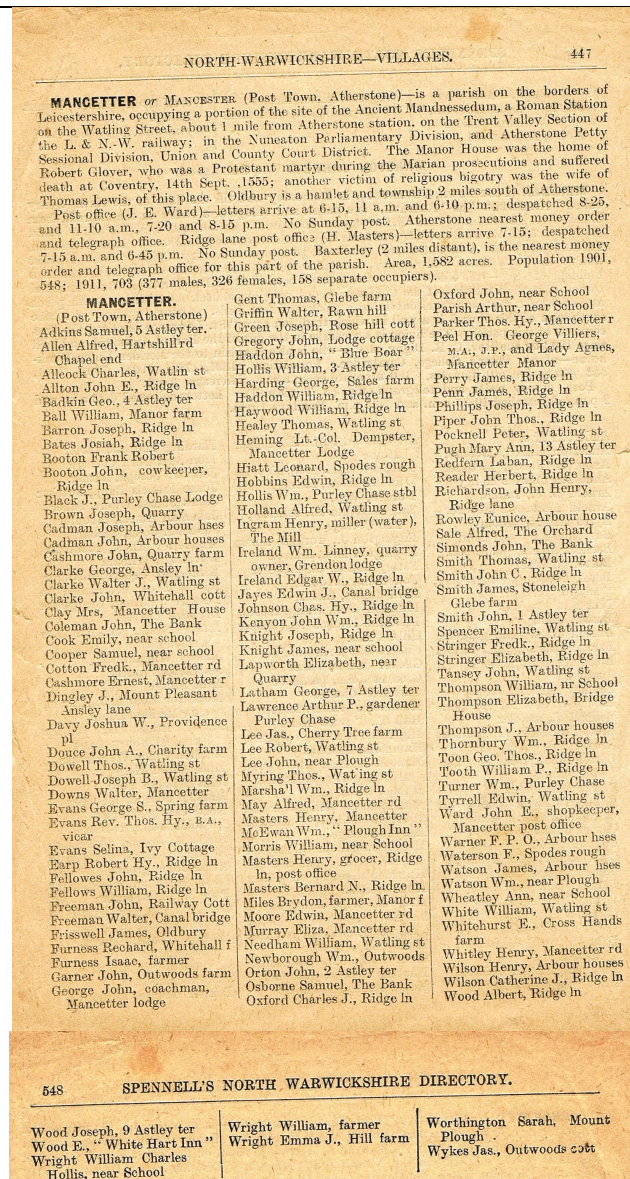 NORTH-WARWICKSHIRE—VILLAGES. 447
MANCETTER or MANCESTER (Post Town, Atherstone)—is a parish on the borders of
Leicestershire, occupying a portion of the site of the Ancient Mandnessedum, a Roman Station
on the Watling Street, about 1 mile from Atherstone station, on the Trent Valley Section of
the L. & N.-W. railway; in the Nuneaton Parliamentary Division, and Atherstone Petty
Sessional Division, Union and County Court District. The Manor House was the home of
Robert Glover, who was a Protestant martyr during the Marian prosecutions and suffered
death at Coventry, 14th Sept. ,1555; another victim of religious bigotry was the wife of
Thomas Lewis, of this place. Oldbury is a hamlet and township 2 miles south of Atherstone.
Post office (J. E. Ward)—letters arrive at 6-15, 11 a.m. and 6-10 p.m.; despatched 8-25,
and 11-10 a.m., 7-20 and 8-15 p.m. No Sunday post. Atherstone nearest money order
and telegraph office. Ridge lane post office (H. Masters)—letters arrive 7-15; despatched
7-15 a.m. and 6-45 p.m. No Sunday post. Baxterley (2 miles distant), is the nearest money
order and telegraph office for this part of the parish. Area, 1,582 acres. Population 1901,
548; 1911, 703 (377 males, 326 females, 158 separate occupiers).
MANCETTER.
(Post Town, Atherstone)
Adkins Samuel, 5 Astley ter.
Allen Alfred, Hartshill rd
Chapel end
Allcock Charles, Watlin st
Allton John E., Ridge ln
Badkin Geo., 4 Astley ter
Ball William, Manor farm
Barron Joseph, Ridge ln
Bates Josiah, Ridge ln
Booton Frank Robert
Booton John, cowkeeper,
Ridge ln
Black J., Purley Chase Lodge
Brown Joseph, Quarry
Cadman Joseph, Arbour hses
Cadman John, Arbour houses
Cashmore John, Quarry farm
Clarke George, Ansley ln
Clarke Walter J., Watling st
Clarke John, Whitehall cott
Clay Mrs, Mancetter House
Coleman John, The Bank
Cook Emily, near school
Cooper Samuel, near school
Cotton Fredk., Mancetter rd
Cashmore Ernest, Mancetter r
Dingley J., Mount Pleasant
Ansley lane
Davy Joshua W., Providence
pl
Douce John A., Charity farm
Dowell Thos., Watling st
Dowell Joseph B., Watling st
Downs Walter, Mancetter
Evans George S., Spring farm
Evans Rev. Thos. Hy., B.A.,
vicar
Evans Selina, Ivy Cottage
Earp Robert Hy., Ridge ln
Fellowes John, Ridge ln
Fellows William, Ridge ln
Freeman John, Railway Cott
Freeman Walter, Canal bridge
Frisswell James, Oldbury
Furness Rechard, Whitehall f
Furness Isaac, farmer
Garner John, Outwoods farm
George John, coachman,
Mancetter lodge
Gent Thomas, Glebe farm
Griffin Walter, Rawn hill
Green Joseph, Rose hill cott
Gregory John, Lodge cottage
Haddon John, " Blue Boar "
Hollis William, 3 Astley ter
Harding George, Sales farm
Haddon William, Ridge ln
Haywood William, Ridge ln
Healey Thomas, Watling st
Heming Lt.-Col. Dempster,
Mancetter Lodge
Hiatt Leonard, Spodes rough
Hobbins Edwin, Ridge ln
Hollis Wm., Purley Chase stbl
Holland Alfred, Watling st
Ingram Henry, miller (water),
The Mill
Ireland Wm. Linney, quarry
owner, Grendon lodge
Ireland Edgar W., Ridge ln
Jayes Edwin J., Canal bridge
Johnson Chas. Hy., Ridge ln
Kenyon John Wm., Ridge ln
Knight Joseph, Ridge ln
Knight James, near school
Lapworth Elizabeth, near
Quarry
Latham George, 7 Astley ter
Lawrence Arthur P., gardener
Purley Chase
Lee Jas., Cherry Tree farm
Lee Robert, Watling st
Lee John, near Plough
Myring Thos., Wat ing st
Marsha'l Wm., Ridge ln
May Alfred, Mancetter rd
Masters Henry, Mancetter
McEwan Wm., " Plough Inn "
Morris William, near School
Masters Henry, grocer, Ridge
ln, post office
Masters Bernard N., Ridge ln.
Miles Brydon, farmer, Manor f
Moore Edwin, Mancetter rd
Murray Eliza, Mancetter rd
Needham William, Watling st
Newborough Wm., Outwoods
Orton John, 2 Astley ter
Osborne Samuel, The Bank
Oxford Charles J., Ridge ln
Oxford John, near School
Parish Arthur, near School
Parker Thos. Hy., Mancetter r
Peel Hon. George Villiers,
M.A., J.P., and Lady Agnes,
Mancetter Manor
Perry James, Ridge ln
Penn James, Ridge ln
Phillips Joseph, Ridge ln
Piper John Thos., Ridge ln
Pocknell Peter, Watling st
Pugh Mary Ann, 13 Astley ter
Redfern Laban, Ridge ln
Reader Herbert, Ridge ln
Richardson, John Henry,
Ridge lane
Rowley Eunice, Arbour house
Sale Alfred, The Orchard
Simonds John, The Bank
Smith Thomas, Watling st
Smith John C., Ridge ln
Smith James, Stoneleigh
Glebe farm
Smith John, 1 Astley ter
Spencer Emiline, Watling st
Stringer Fredk., Ridge ln
Stringer Elizabeth, Ridge ln
Tansey John, Watling st
Thompson William, nr School
Thompson Elizabeth, Bridge
House
Thompson J., Arbour houses
Thornbury Wm., Ridge ln
Toon Geo. Thos., Ridge ln
Tooth William P., Ridge ln
Turner Wm., Purley Chase
Tyrrell Edwin, Watling st
Ward John E., shopkeeper,
Mancetter post office
Warner F. P. O., Arbour hses
Waterson F., Spodes rough
Watson James, Arbour hses
Watson Wm., near Plough
Wheatley Ann, near School
White William, Watling st
Whitehurst E., Cross Hands
farm
Whitley Henry, Mancetter rd
Wilson Henry, Arbour houses
Wilson Catherine J., Ridge ln
Wood Albert, Ridge ln
548 SPENNELL'S NORTH WARWICKSHIRE DIRECTORY.
Wood Joseph, 9 Astley ter
Wood E., " White Hart Inn "
Wright William Charles
Hollis, near School
Wright William, farmer
Wright Emma J., Hill farm
Worthington Sarah, Mount
Plough .
Wykes Jas., Outwoods cott